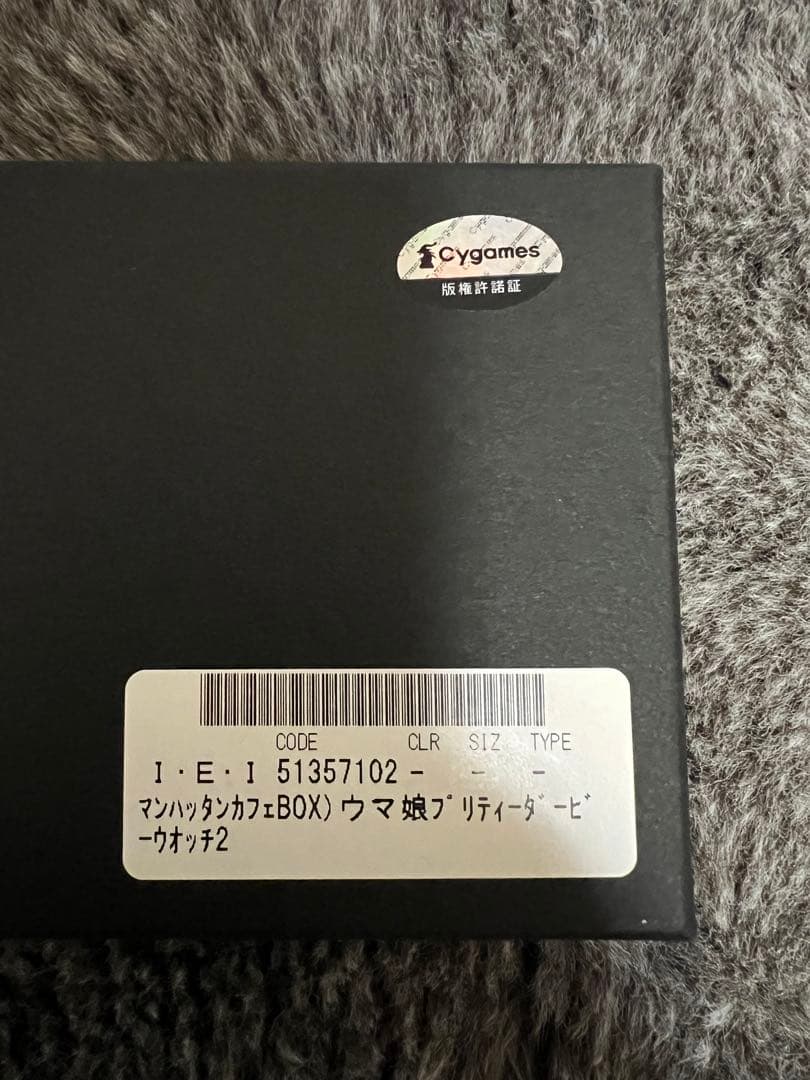 Cygames
版権許諾証
CODE CLR SIZ TYPE
I・E・I 51357102 - - -
マンハッタンカフェBOX)ウマ娘プリティーダービ
ーウオッチ2